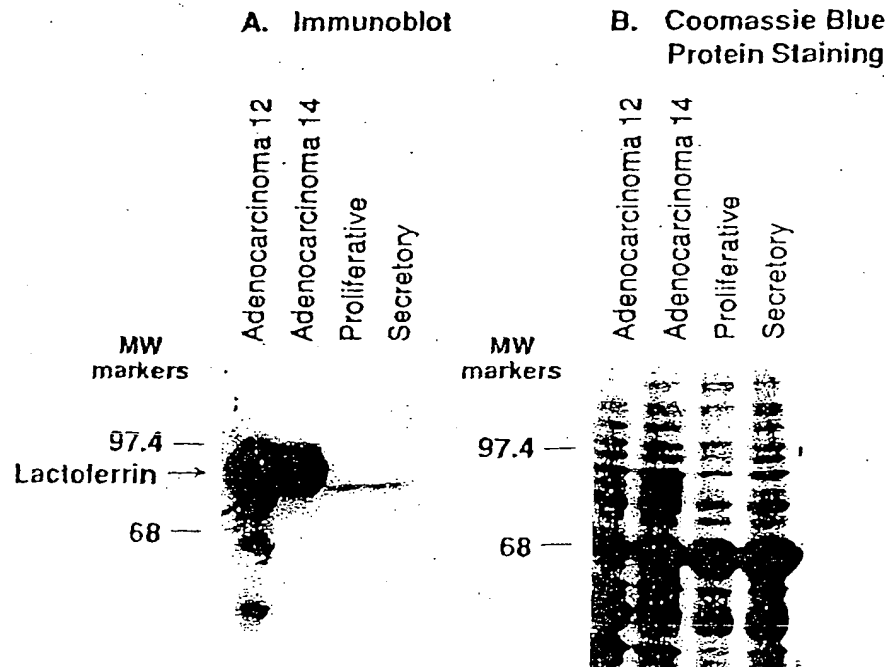 A. Immunoblot
Adenocarcinoma 12
Adenocarcinoma 14
Proliferative
Secretory
MW
markers
97.4
Lactoferrin
68
B. Coomassie Blue
Protein Staining
Adenocarcinoma 12
Adenocarcinoma 14
Proliferative
Secretory
MW
markers
97.4
68